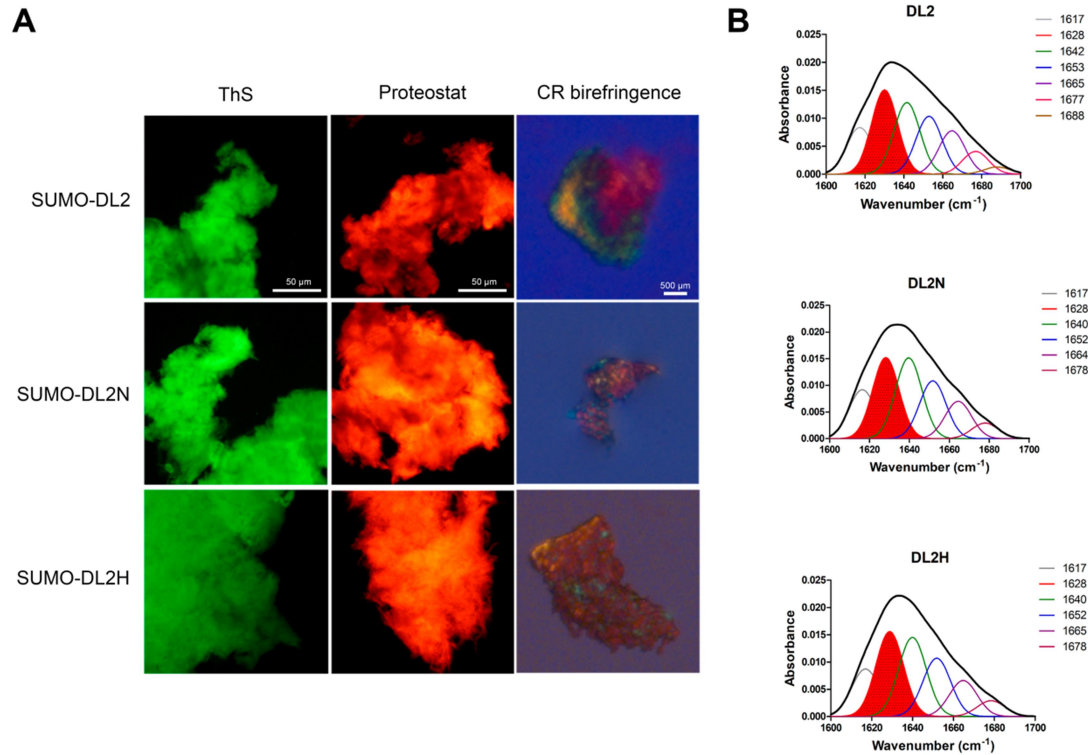 A
B
ThS
Proteostat
CR birefringence
SUMO-DL2
50 µm
50 µm
500 µm
SUMO-DL2N
SUMO-DL2H
DL2
1617
1628
1642
1653
1665
1677
1688
0.025
0.020
0.015
0.010
0.005
0.000
Absorbance
1600 1620 1640 1660 1680 1700
Wavenumber (cm⁻¹)
DL2N
1617
1628
1640
1652
1664
1678
0.025
0.020
0.015
0.010
0.005
0.000
Absorbance
1600 1620 1640 1660 1680 1700
Wavenumber (cm⁻¹)
DL2H
1617
1628
1640
1652
1665
1678
0.025
0.020
0.015
0.010
0.005
0.000
Absorbance
1600 1620 1640 1660 1680 1700
Wavenumber (cm⁻¹)